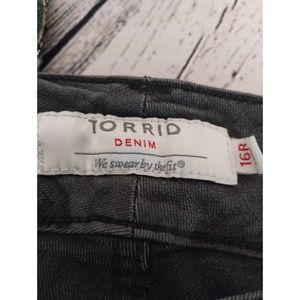 TORRID
DENIM
We swear by the fit®
16R